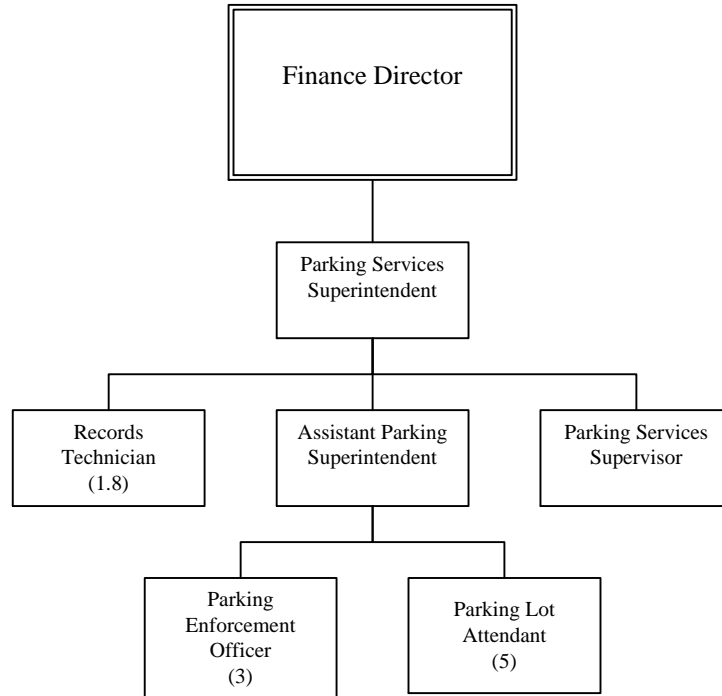 Finance Director
Parking Services
Superintendent
Records
Technician
(1.8)
Assistant Parking
Superintendent
Parking Services
Supervisor
Parking
Enforcement
Officer
(3)
Parking Lot
Attendant
(5)